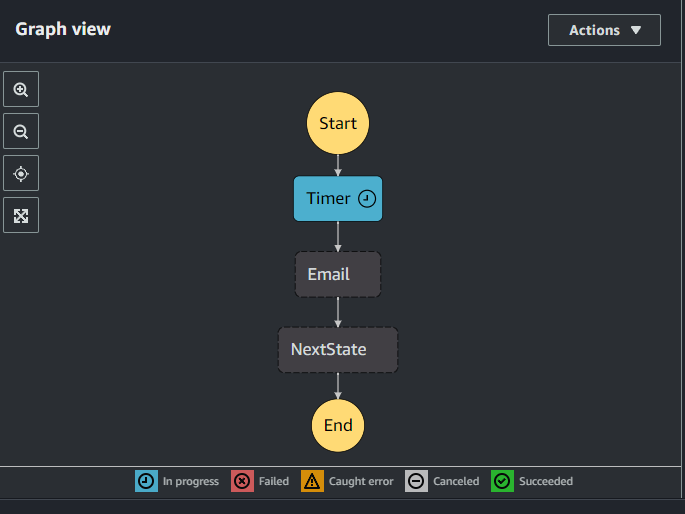 Graph view
Actions
Start
Timer
Email
NextState
End
In progress Failed Caught error Canceled Succeeded